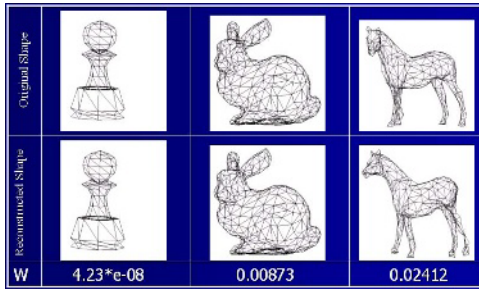 Original Shape
Reconstructed Shape
W 4.23*e-08 0.00873 0.02412